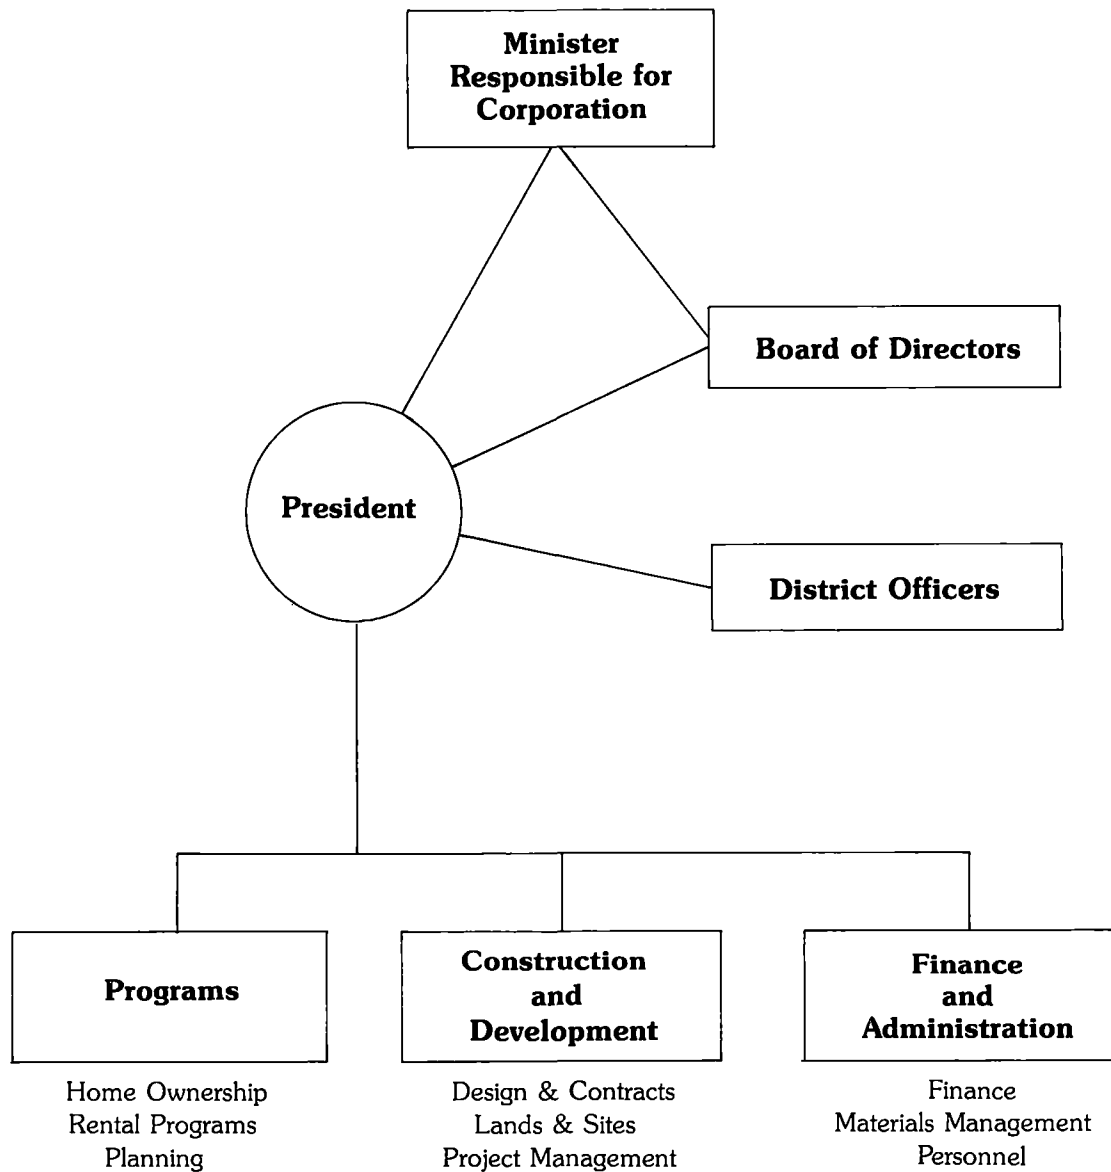 Minister
Responsible for
Corporation
Board of Directors
President
District Officers
Programs
Home Ownership
Rental Programs
Planning
Construction
and
Development
Design & Contracts
Lands & Sites
Project Management
Finance
and
Administration
Finance
Materials Management
Personnel